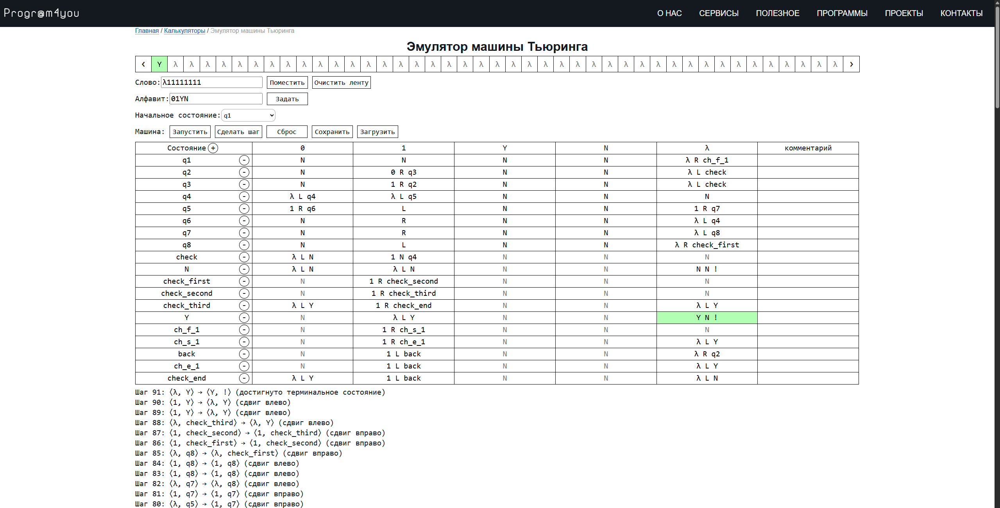 Progr@m4you О НАС СЕРВИСЫ ПОЛЕЗНОЕ ПРОГРАММЫ ПРОЕКТЫ КОНТАКТЫ
Главная / Калькуляторы / Эмулятор машины Тьюринга
Эмулятор машины Тьюринга
< Y λ λ λ λ λ λ λ λ λ λ λ λ λ λ λ λ λ λ λ λ λ λ λ λ λ λ λ λ λ λ λ λ λ λ λ λ λ λ λ λ λ λ >
Слово: λ11111111 Поместить Очистить ленту
Алфавит: 01YN Задать
Начальное состояние: q1
Машина: Запустить Сделать шаг Сброс Сохранить Загрузить
Состояние + 0 1 Y N λ комментарий
q1 - N N N N λ R ch_f_1
q2 - N 0 R q3 N N λ L check
q3 - N 1 R q2 N N λ L check
q4 - λ L q4 λ L q5 N N N
q5 - 1 R q6 L N N 1 R q7
q6 - N R N N λ L q4
q7 - N R N N λ L q8
q8 - N L N N λ R check_first
check - λ L N 1 N q4 N N N
N - λ L N λ L N N N N N !
check_first - N 1 R check_second N N N
check_second - N 1 R check_third N N N
check_third - λ L Y 1 R check_end N N λ L Y
Y - N λ L Y N N Y N !
ch_f_1 - N 1 R ch_s_1 N N N
ch_s_1 - N 1 R ch_e_1 N N λ L Y
back - N 1 L back N N λ R q2
ch_e_1 - N 1 L back N N λ L Y
check_end - λ L Y 1 L back N N λ L N
Шаг 91: ⟨λ, Y⟩ → ⟨Y, !⟩ (достигнуто терминальное состояние)
Шаг 90: ⟨1, Y⟩ → ⟨λ, Y⟩ (сдвиг влево)
Шаг 89: ⟨1, Y⟩ → ⟨λ, Y⟩ (сдвиг влево)
Шаг 88: ⟨λ, check_third⟩ → ⟨λ, Y⟩ (сдвиг влево)
Шаг 87: ⟨1, check_second⟩ → ⟨1, check_third⟩ (сдвиг вправо)
Шаг 86: ⟨1, check_first⟩ → ⟨1, check_second⟩ (сдвиг вправо)
Шаг 85: ⟨λ, q8⟩ → ⟨λ, check_first⟩ (сдвиг вправо)
Шаг 84: ⟨1, q8⟩ → ⟨1, q8⟩ (сдвиг влево)
Шаг 83: ⟨1, q8⟩ → ⟨1, q8⟩ (сдвиг влево)
Шаг 82: ⟨λ, q7⟩ → ⟨λ, q8⟩ (сдвиг влево)
Шаг 81: ⟨1, q7⟩ → ⟨1, q7⟩ (сдвиг вправо)
Шаг 80: ⟨λ, q5⟩ → ⟨1, q7⟩ (сдвиг вправо)